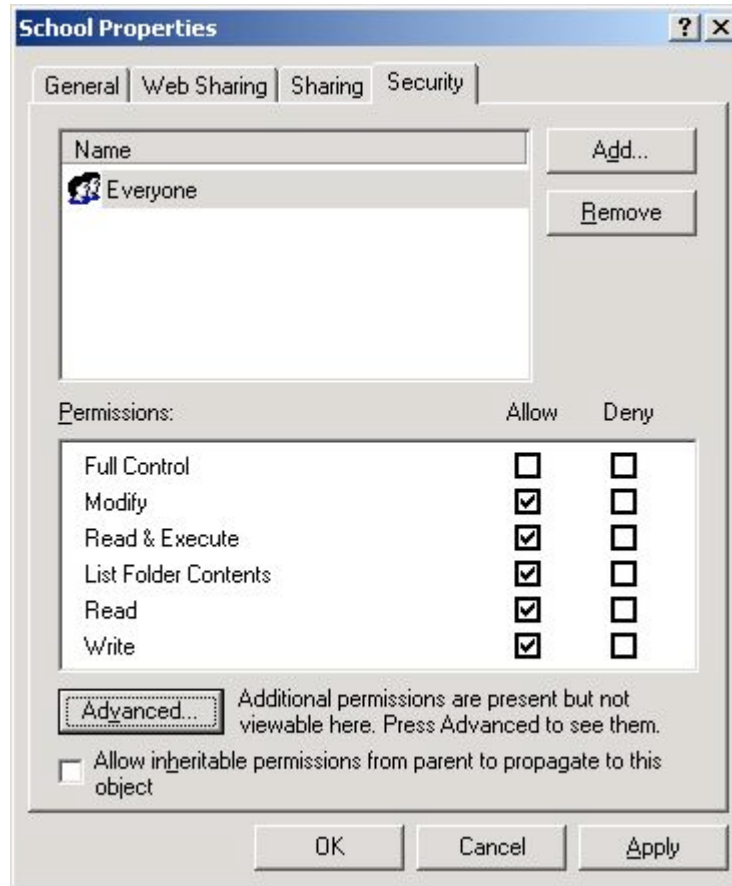 School Properties
General Web Sharing Sharing Security
Name
Everyone
Add...
Remove
Permissions: Allow Deny
Full Control
Modify
Read & Execute
List Folder Contents
Read
Write
Advanced...
Additional permissions are present but not
viewable here. Press Advanced to see them.
Allow inheritable permissions from parent to propagate to this
object
OK Cancel Apply